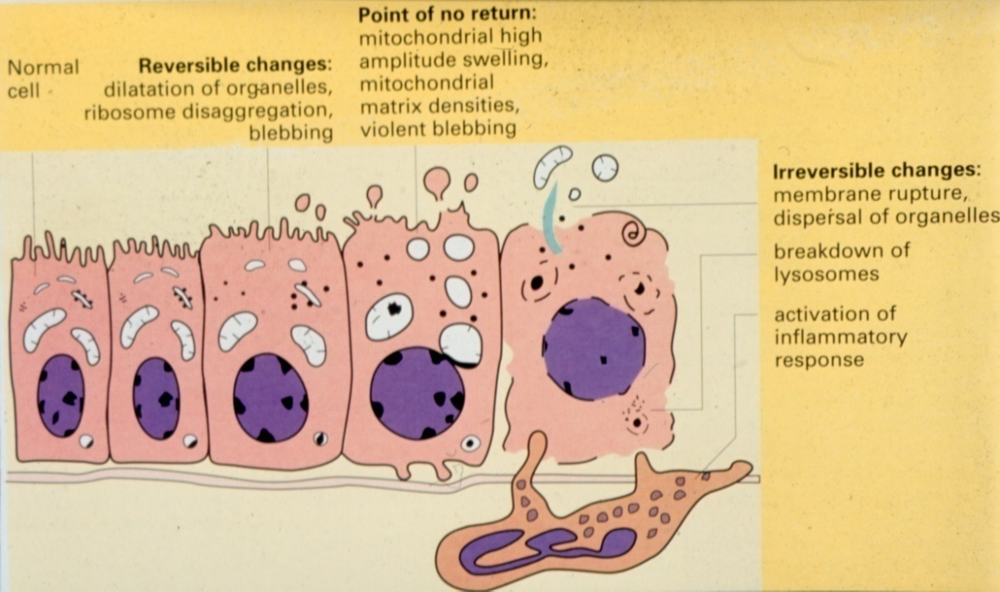 Normal
cell
Reversible changes:
dilatation of organelles,
ribosome disaggregation,
blebbing
Point of no return:
mitochondrial high
amplitude swelling,
mitochondrial
matrix densities,
violent blebbing
Irreversible changes:
membrane rupture,
dispersal of organelles
breakdown of
lysosomes
activation of
inflammatory
response